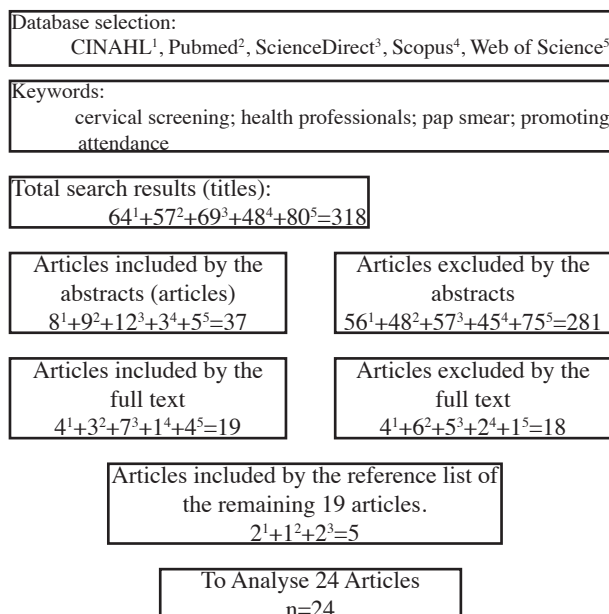 Database selection:
CINAHL¹, Pubmed², ScienceDirect³, Scopus⁴, Web of Science⁵
Keywords:
cervical screening; health professionals; pap smear; promoting
attendance
Total search results (titles):
64¹+57²+69³+48⁴+80⁵=318
Articles included by the
abstracts (articles)
8¹+9²+12³+3⁴+5⁵=37
Articles excluded by the
abstracts
56¹+48²+57³+45⁴+75⁵=281
Articles included by the
full text
4¹+3²+7³+1⁴+4⁵=19
Articles excluded by the
full text
4¹+6²+5³+2⁴+1⁵=18
Articles included by the reference list of
the remaining 19 articles.
2¹+1²+2³=5
To Analyse 24 Articles
n=24